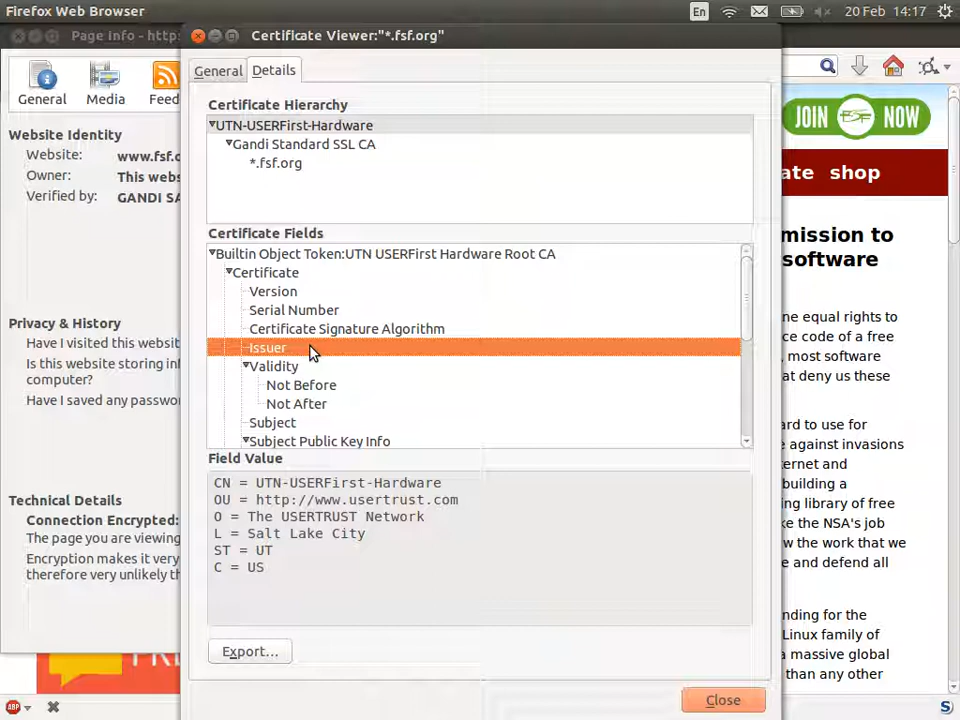 Firefox Web Browser
En
20 Feb 14:17
Page Info - http:
Certificate Viewer:"*.fsf.org"
General
Media
Feed
General
Details
JOIN
FSF
NOW
ate shop
Website Identity
Website: www.fsf.o
Owner: This webs
Verified by: GANDI SA
Certificate Hierarchy
UTN-USERFirst-Hardware
Gandi Standard SSL CA
*.fsf.org
Certificate Fields
Builtin Object Token:UTN USERFirst Hardware Root CA
Certificate
Version
Serial Number
Certificate Signature Algorithm
Issuer
Validity
Not Before
Not After
Subject
Subject Public Key Info
Privacy & History
Have I visited this websit
Is this website storing inf
computer?
Have I saved any passwo
Field Value
CN = UTN-USERFirst-Hardware
OU = http://www.usertrust.com
O = The USERTRUST Network
L = Salt Lake City
ST = UT
C = US
Technical Details
Connection Encrypted:
The page you are viewing
Encryption makes it very
therefore very unlikely th
Export...
Close
mission to
software
ne equal rights to
ce code of a free
, most software
at deny us these
ard to use for
e against invasions
ternet and
building a
ng library of free
ke the NSA's job
w the work that we
e and defend all
nding for the
Linux family of
a massive global
than any other
ABP
S